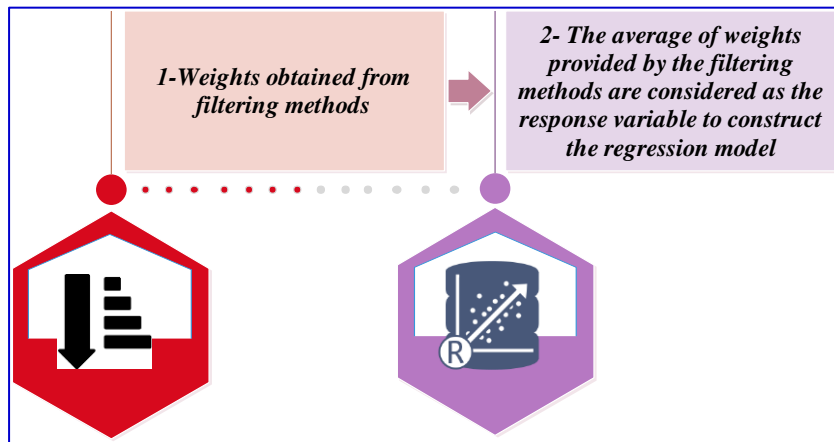 1-Weights obtained from
filtering methods
2- The average of weights
provided by the filtering
methods are considered as the
response variable to construct
the regression model
R